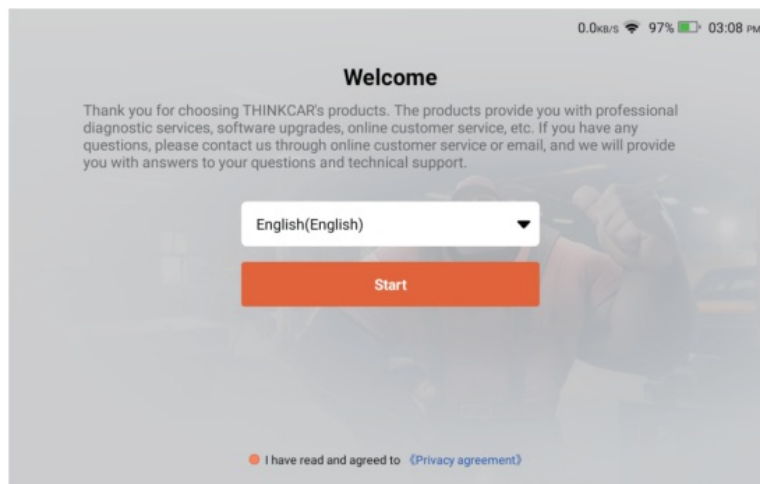 0.0KB/S 97% 03:08 PM
Welcome
Thank you for choosing THINKCAR's products. The products provide you with professional
diagnostic services, software upgrades, online customer service, etc. If you have any
questions, please contact us through online customer service or email, and we will provide
you with answers to your questions and technical support.
English(English)
Start
I have read and agreed to 《Privacy agreement》